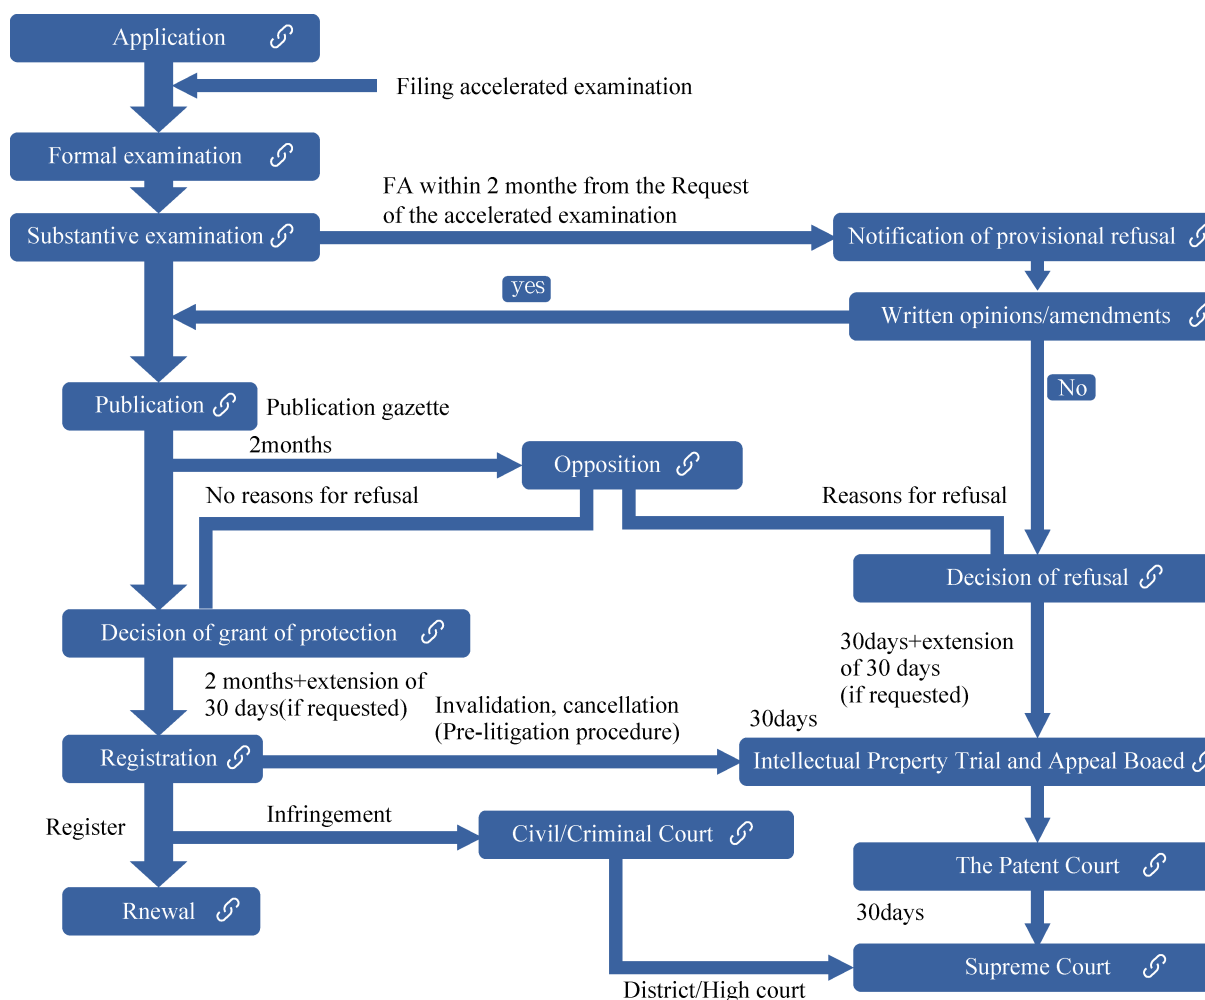 Application
Filing accelerated examination
Formal examination
FA within 2 monthe from the Request
of the accelerated examination
Substantive examination
Notification of provisional refusal
yes
Written opinions/amendments
No
Publication
Publication gazette
2months
Opposition
No reasons for refusal
Reasons for refusal
Decision of refusal
Decision of grant of protection
30days+extension
of 30 days
(if requested)
2 months+extension of
30 days(if requested)
Invalidation, cancellation
(Pre-litigation procedure)
30days
Registration
Intellectual Prcperty Trial and Appeal Boaed
Register
Infringement
Civil/Criminal Court
The Patent Court
Rnewal
30days
Supreme Court
District/High court